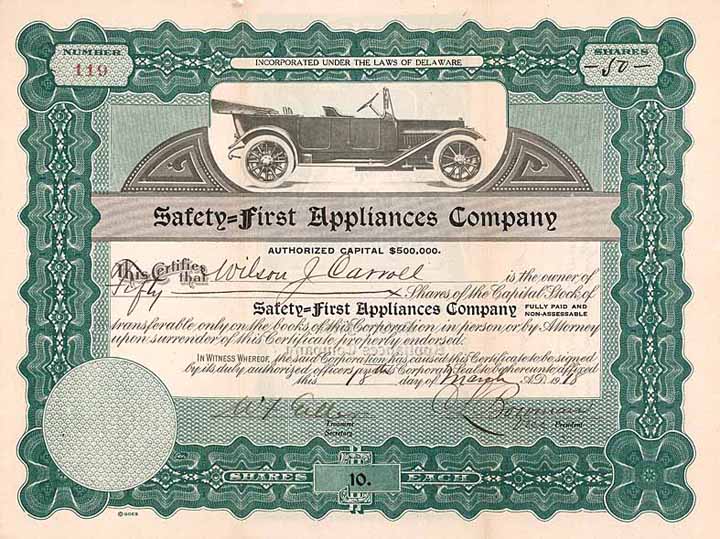 NUMBER
119
SHARES
-50-
INCORPORATED UNDER THE LAWS OF DELAWARE
Safety=First Appliances Company
AUTHORIZED CAPITAL $500,000.
This Certifies that Wilson J Carroll is the owner of
Fifty x Shares of the Capital Stock of
Safety=First Appliances Company FULLY PAID AND NON-ASSESSABLE
transferable only on the books of this Corporation in person or by Attorney
upon surrender of this Certificate properly endorsed.
IN WITNESS WHEREOF, the said Corporation has caused this Certificate to be signed
by its duly authorized officers and its Corporate Seal to be hereunto affixed
this 18 day of March A.D. 1918
Bowman
Treasurer
Secretary
Vice President
SHARES 10. EACH
©GOES